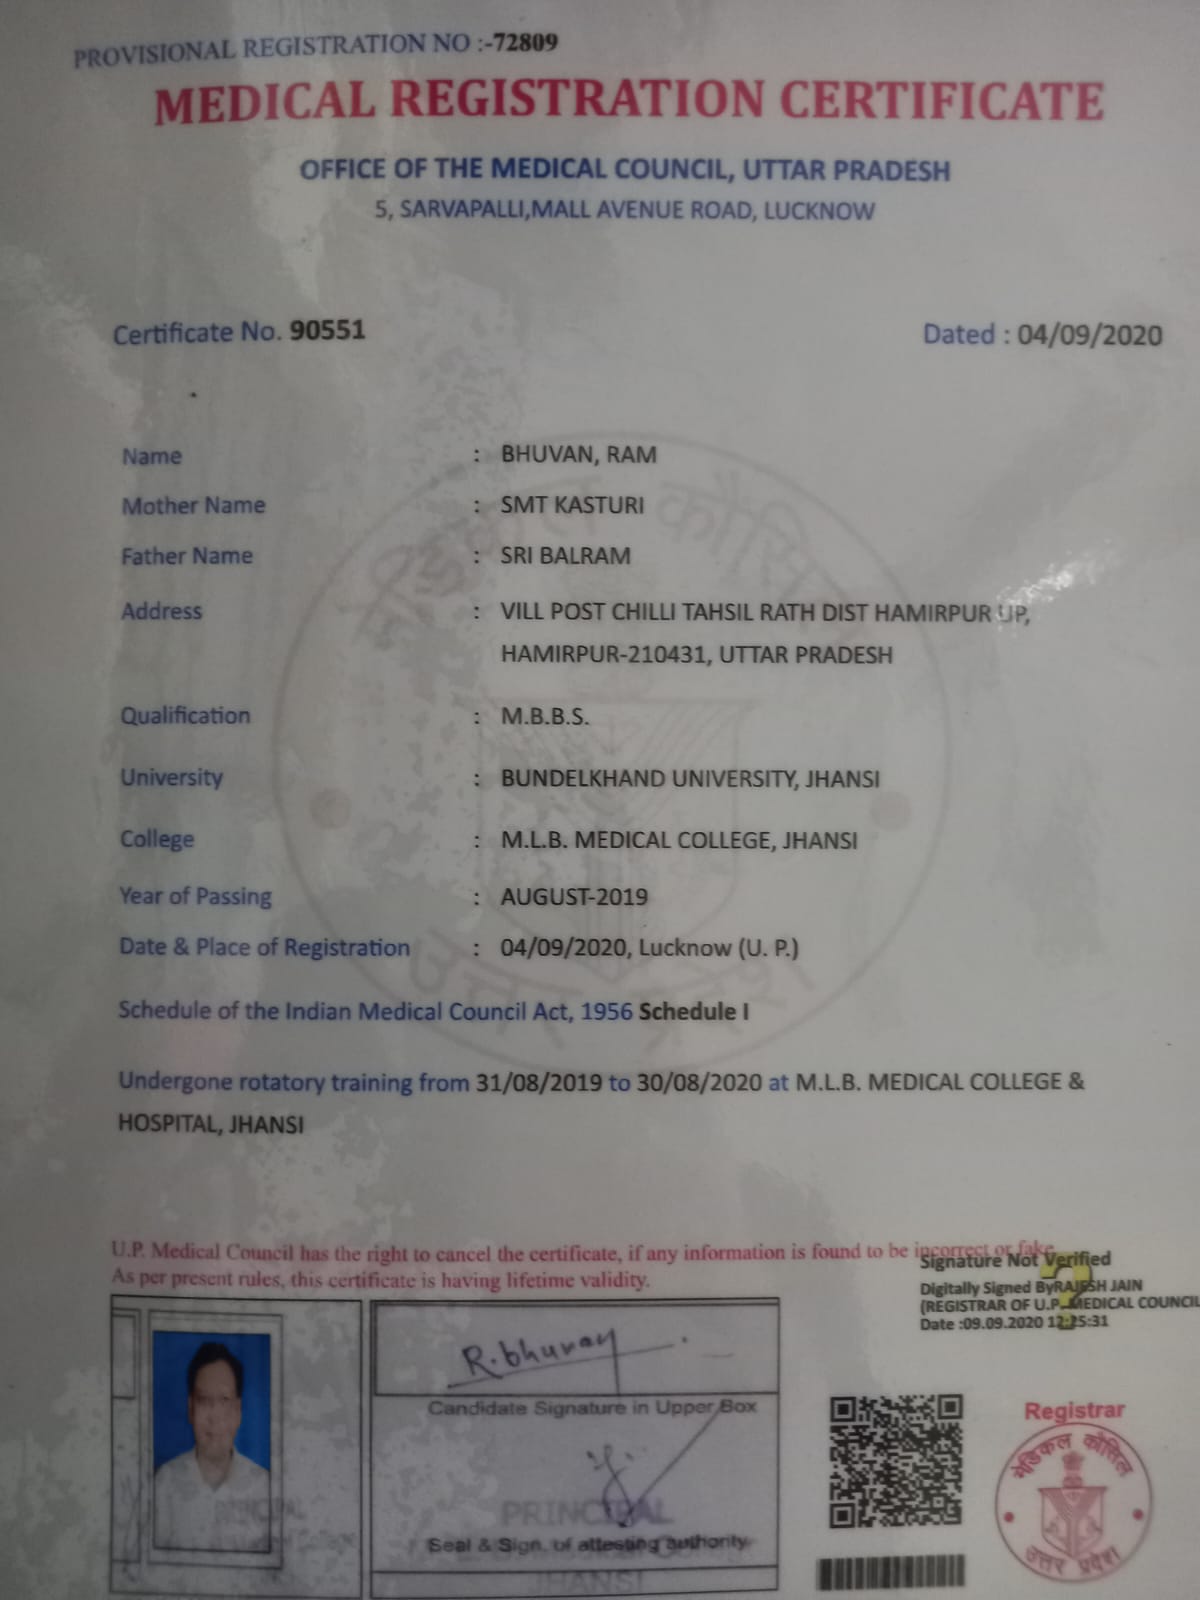 PROVISIONAL REGISTRATION NO :-72809
MEDICAL REGISTRATION CERTIFICATE
OFFICE OF THE MEDICAL COUNCIL, UTTAR PRADESH
5, SARVAPALLI,MALL AVENUE ROAD, LUCKNOW
Certificate No. 90551 Dated : 04/09/2020
Name : BHUVAN, RAM
Mother Name : SMT KASTURI
Father Name : SRI BALRAM
Address : VILL POST CHILLI TAHSIL RATH DIST HAMIRPUR UP,
HAMIRPUR-210431, UTTAR PRADESH
Qualification : M.B.B.S.
University : BUNDELKHAND UNIVERSITY, JHANSI
College : M.L.B. MEDICAL COLLEGE, JHANSI
Year of Passing : AUGUST-2019
Date & Place of Registration : 04/09/2020, Lucknow (U. P.)
Schedule of the Indian Medical Council Act, 1956 Schedule I
Undergone rotatory training from 31/08/2019 to 30/08/2020 at M.L.B. MEDICAL COLLEGE &
HOSPITAL, JHANSI
U.P. Medical Council has the right to cancel the certificate, if any information is found to be incorrect or fake.
As per present rules, this certificate is having lifetime validity.
Signature Not Verified
Digitally Signed ByRAJESH JAIN
(REGISTRAR OF U.P. MEDICAL COUNCIL
Date :09.09.2020 12:25:31
R.bhuvan
Candidate Signature in Upper Box
PRINCIPAL
Seal & Sign. of attesting authority
JHANSI
Registrar
मेडिकल कौंसिल
उत्तर प्रदेश